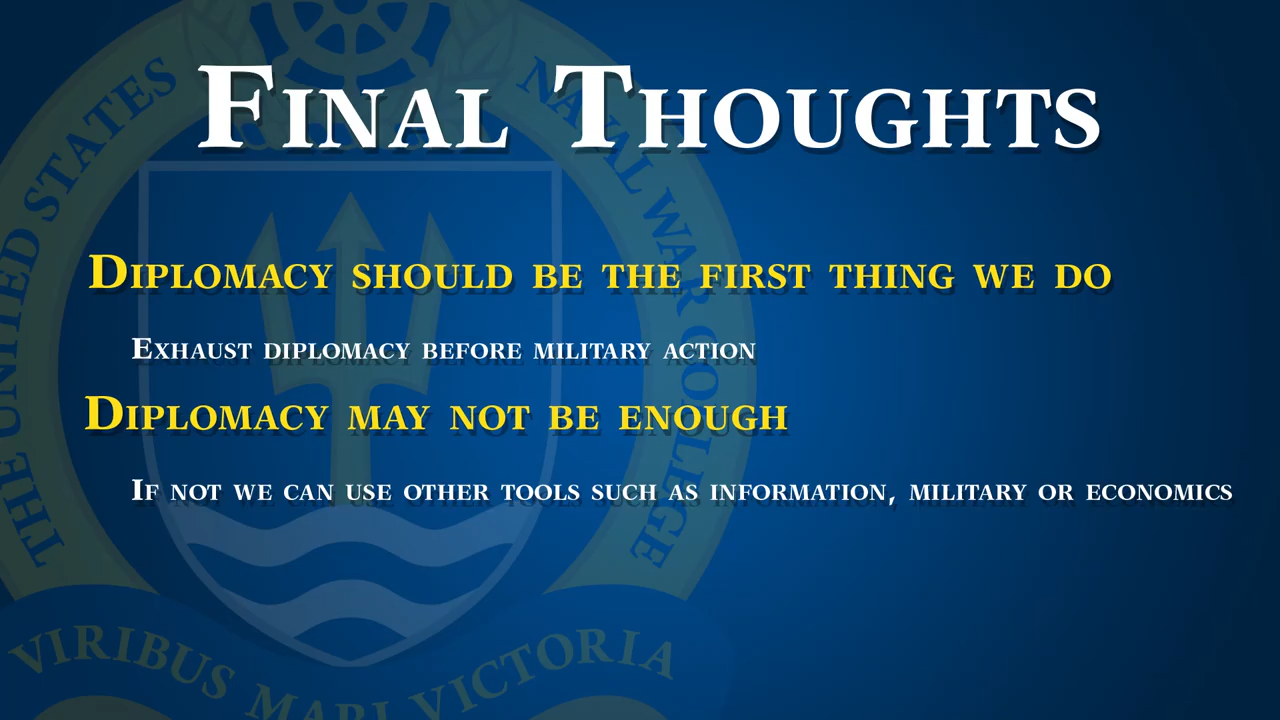 Final Thoughts
Diplomacy should be the first thing we do
Exhaust diplomacy before military action
Diplomacy may not be enough
If not we can use other tools such as information, military or economics
THE UNITED STATES NAVAL WAR COLLEGE
VIRIBUS MARI VICTORIA